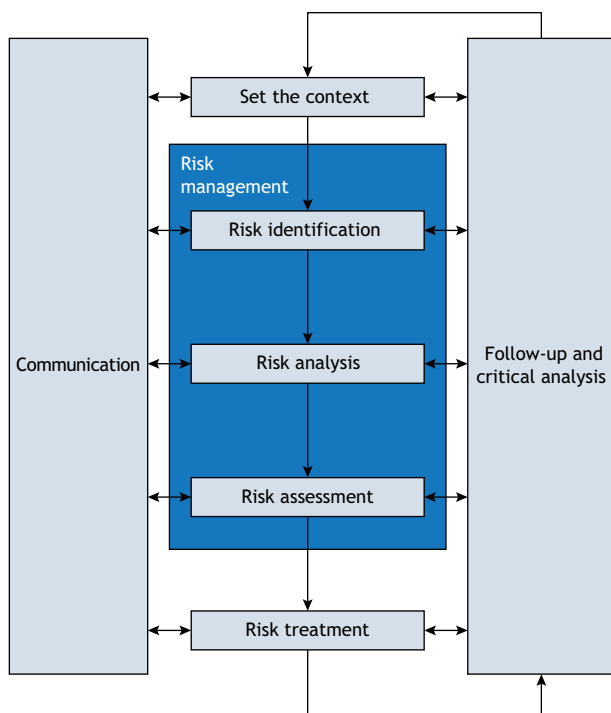 Set the context
Risk
management
Risk identification
Communication
Risk analysis
Follow-up and
critical analysis
Risk assessment
Risk treatment